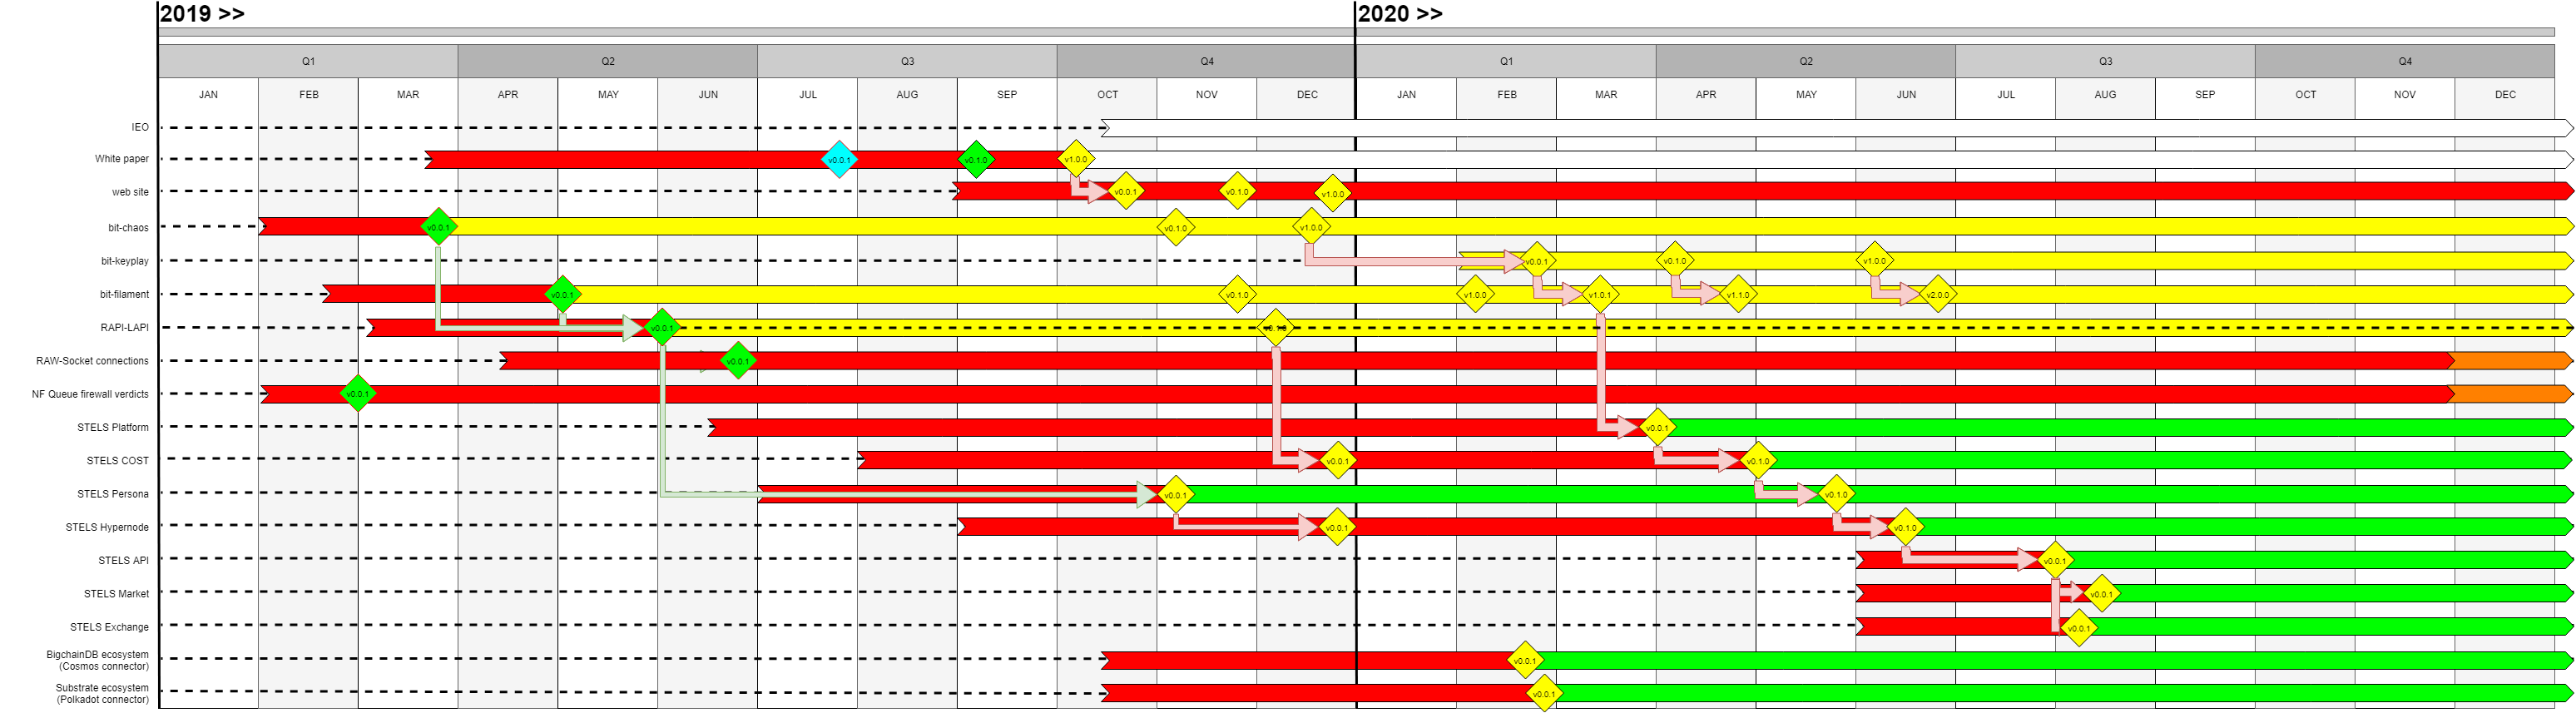 2019 >> 2020 >>
Q1 Q2 Q3 Q4 Q1 Q2 Q3 Q4
JAN FEB MAR APR MAY JUN JUL AUG SEP OCT NOV DEC JAN FEB MAR APR MAY JUN JUL AUG SEP OCT NOV DEC
IEO
White paper v0.0.1 v0.1.0 v1.0.0
web site v0.0.1 v0.1.0 v1.0.0
bit-chaos v0.0.1 v0.1.0 v1.0.0
bit-keyplay v0.0.1 v0.1.0 v1.0.0
bit-filament v0.0.1 v0.1.0 v1.0.0 v1.0.1 v1.1.0 v2.0.0
RAPI-LAPI v0.0.1 v0.1.0
RAW-Socket connections v0.0.1
NF Queue firewall verdicts v0.0.1
STELS Platform v0.0.1
STELS COST v0.0.1 v0.1.0
STELS Persona v0.0.1 v0.1.0
STELS Hypernode v0.0.1 v0.1.0
STELS API v0.0.1
STELS Market v0.0.1
STELS Exchange v0.0.1
BigchainDB ecosystem
(Cosmos connector) v0.0.1
Substrate ecosystem
(Polkadot connector) v0.0.1